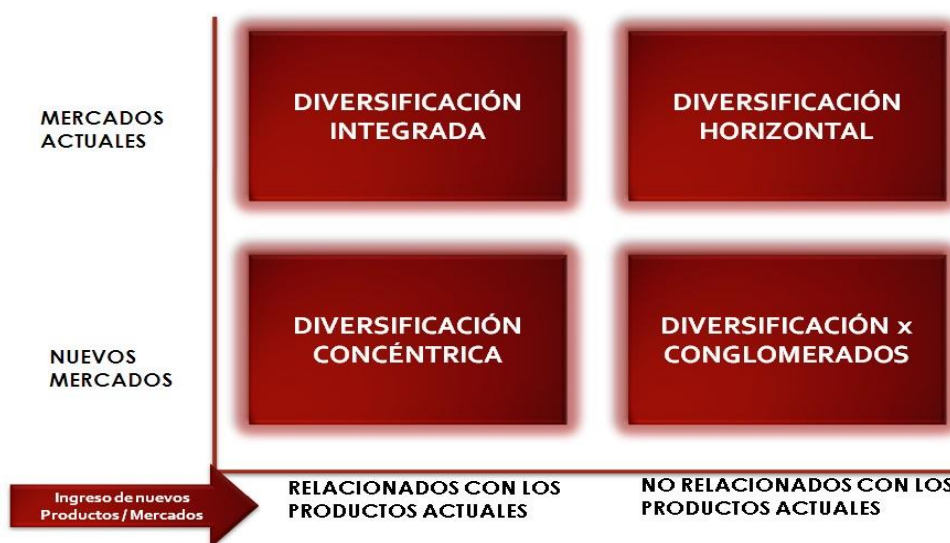 MERCADOS
ACTUALES
DIVERSIFICACIÓN
INTEGRADA
DIVERSIFICACIÓN
HORIZONTAL
NUEVOS
MERCADOS
DIVERSIFICACIÓN
CONCÉNTRICA
DIVERSIFICACIÓN x
CONGLOMERADOS
Ingreso de nuevos
Productos / Mercados
RELACIONADOS CON LOS
PRODUCTOS ACTUALES
NO RELACIONADOS CON LOS
PRODUCTOS ACTUALES